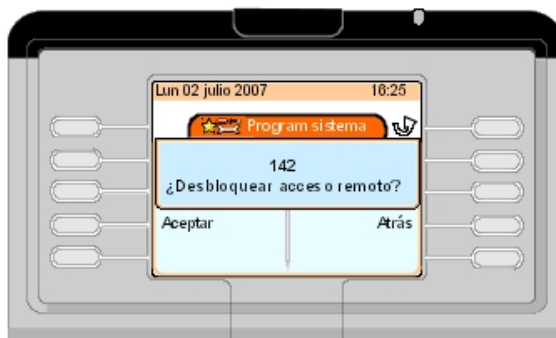 Lun 02 julio 2007 16:25
Program sistema
142
¿Desbloquear acceso remoto?
Aceptar Atrás